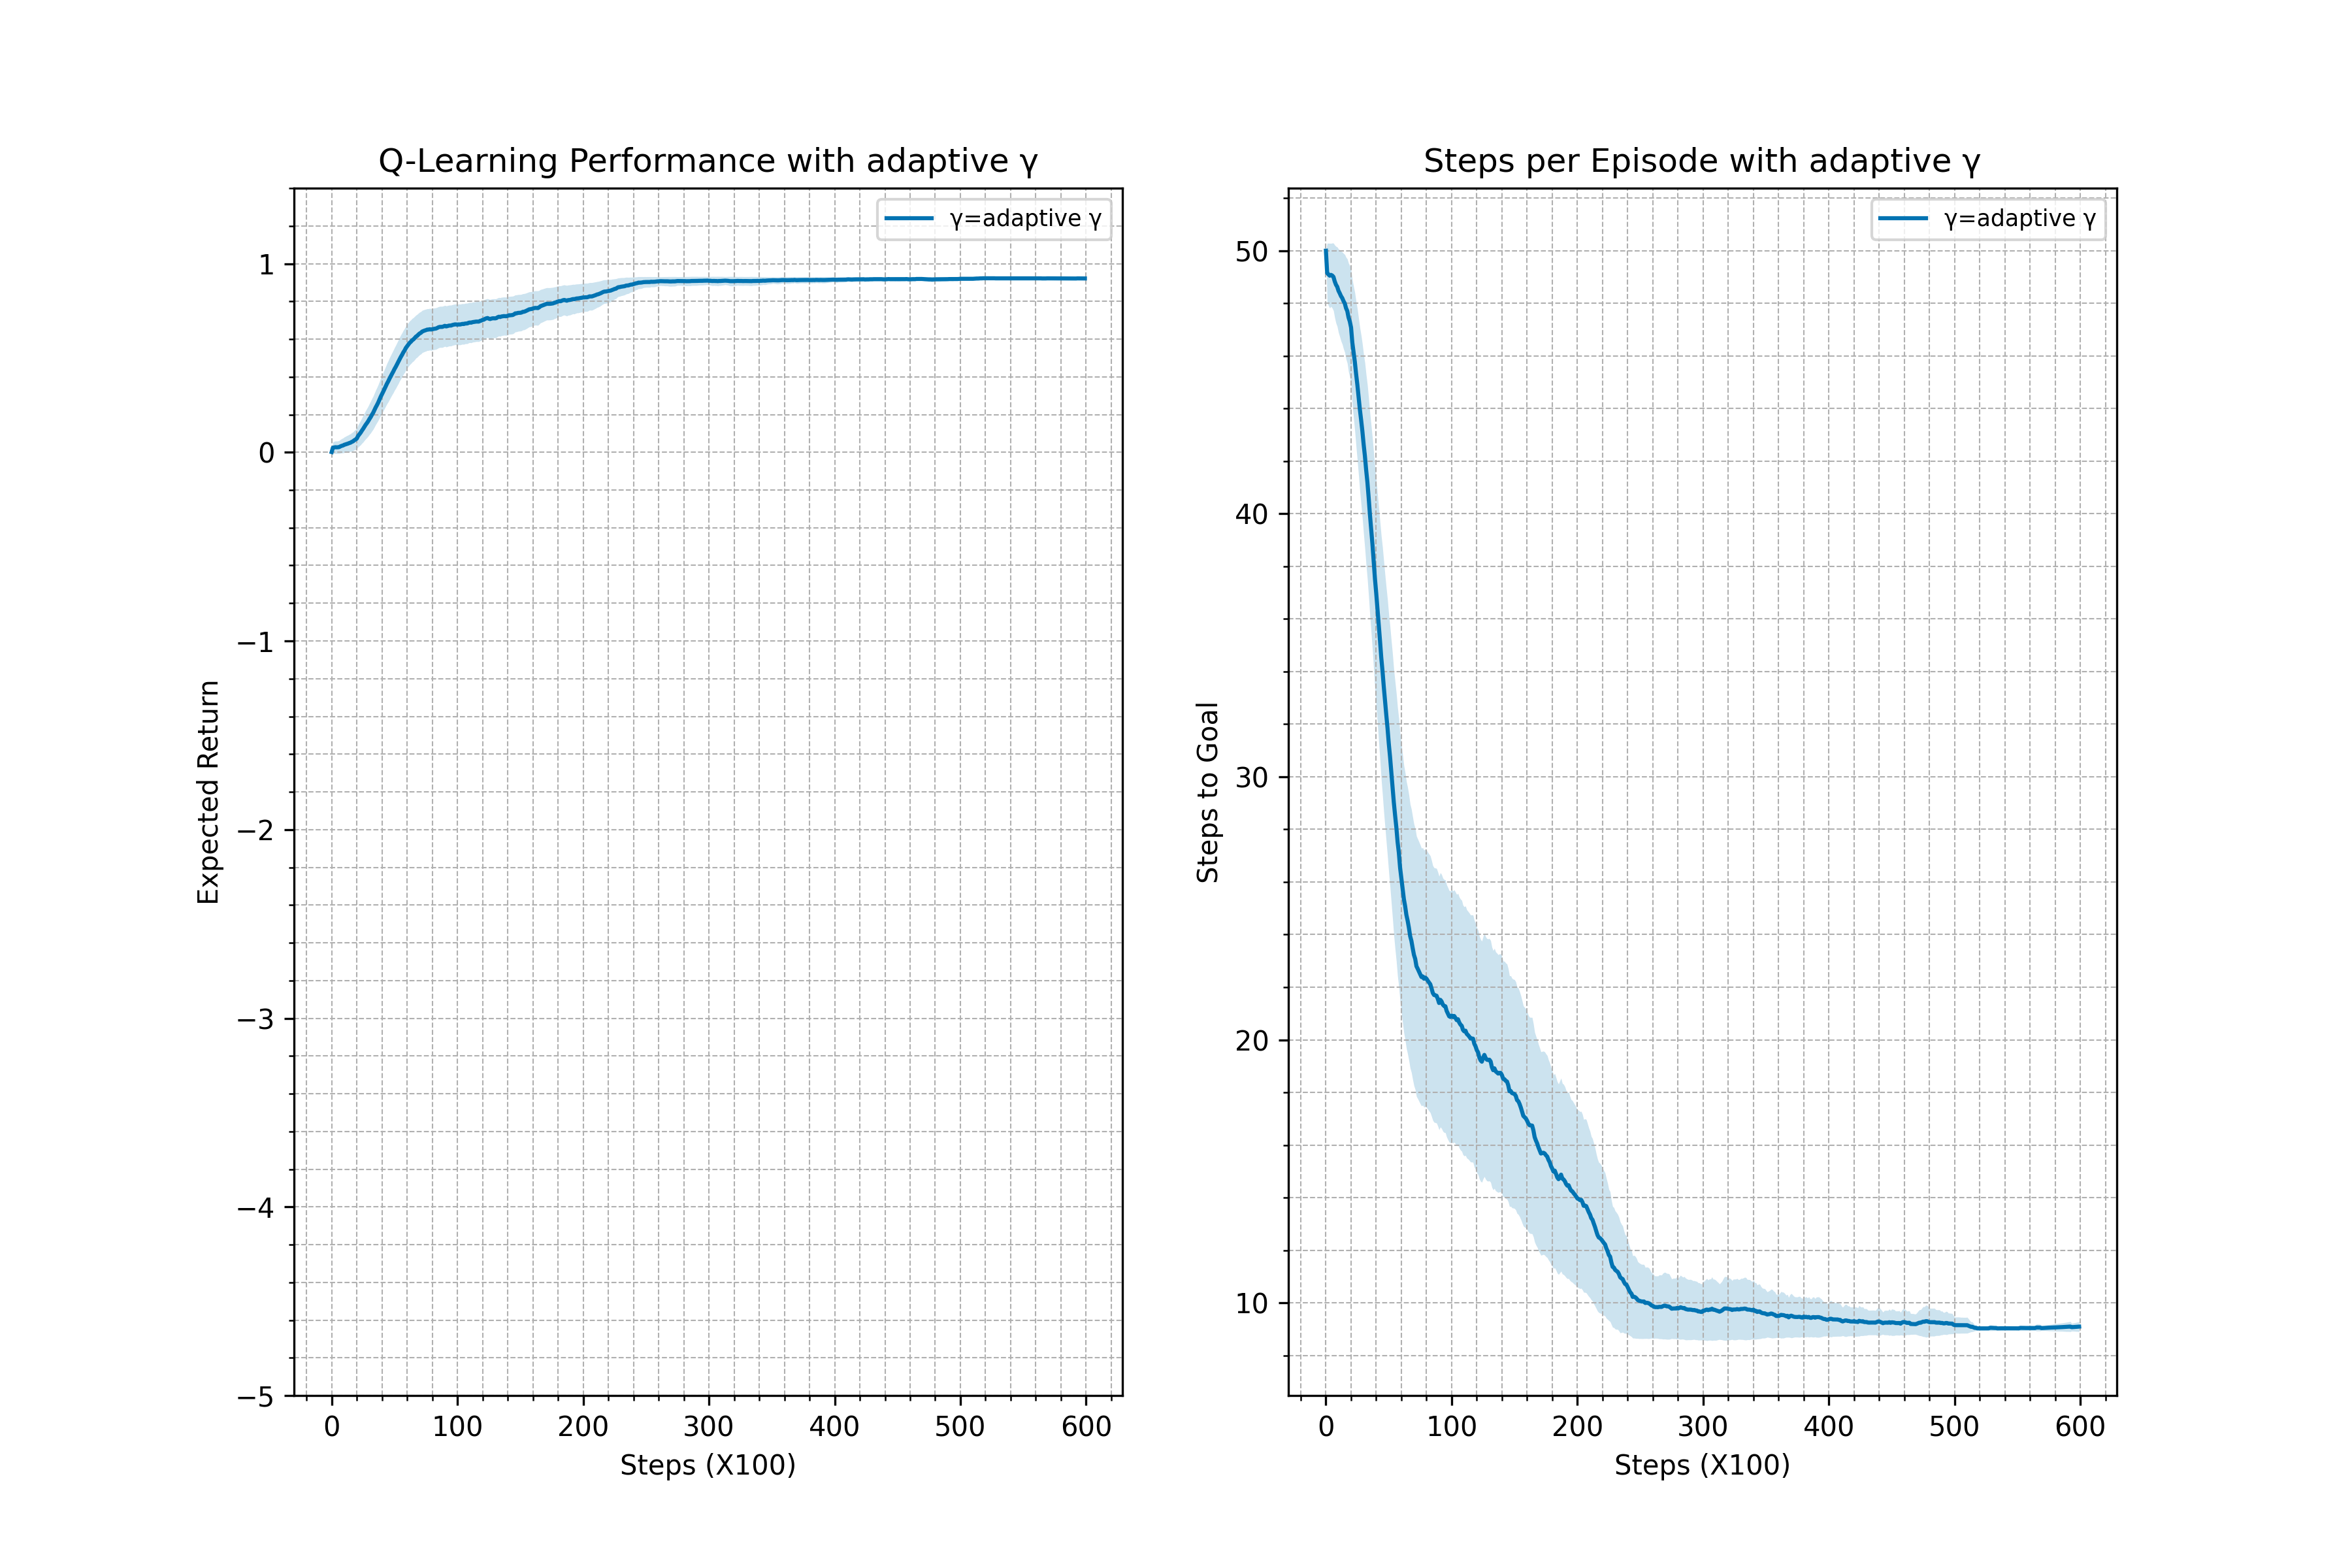 Q-Learning Performance with adaptive γ
γ=adaptive γ
1
0
−1
−2
−3
−4
−5
Expected Return
0 100 200 300 400 500 600
Steps (X100)
Steps per Episode with adaptive γ
γ=adaptive γ
50
40
30
20
10
Steps to Goal
0 100 200 300 400 500 600
Steps (X100)